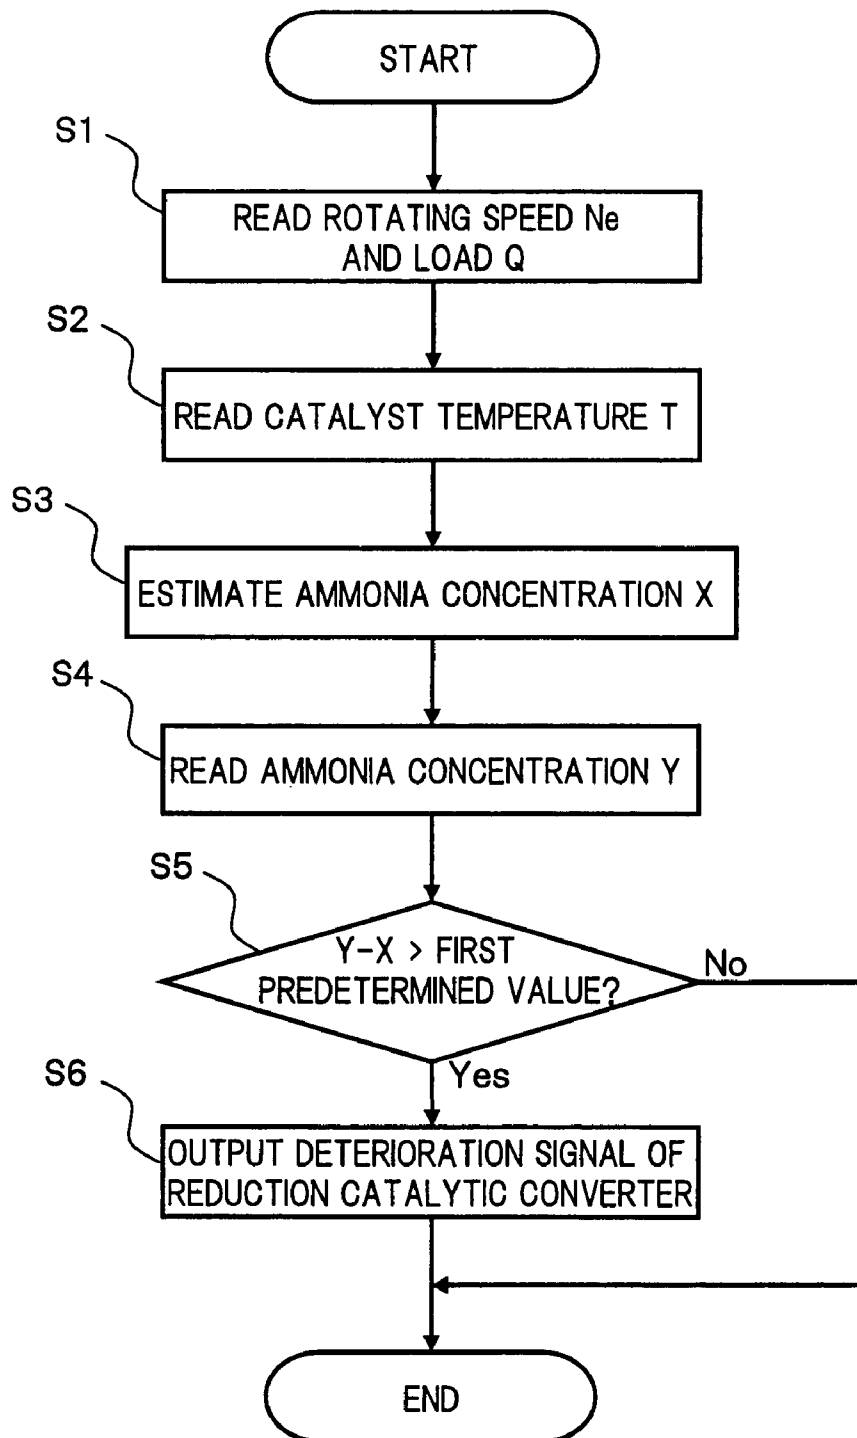 START
S1
READ ROTATING SPEED Ne
AND LOAD Q
S2
READ CATALYST TEMPERATURE T
S3
ESTIMATE AMMONIA CONCENTRATION X
S4
READ AMMONIA CONCENTRATION Y
S5
Y-X > FIRST
PREDETERMINED VALUE?
No
Yes
S6
OUTPUT DETERIORATION SIGNAL OF
REDUCTION CATALYTIC CONVERTER
END